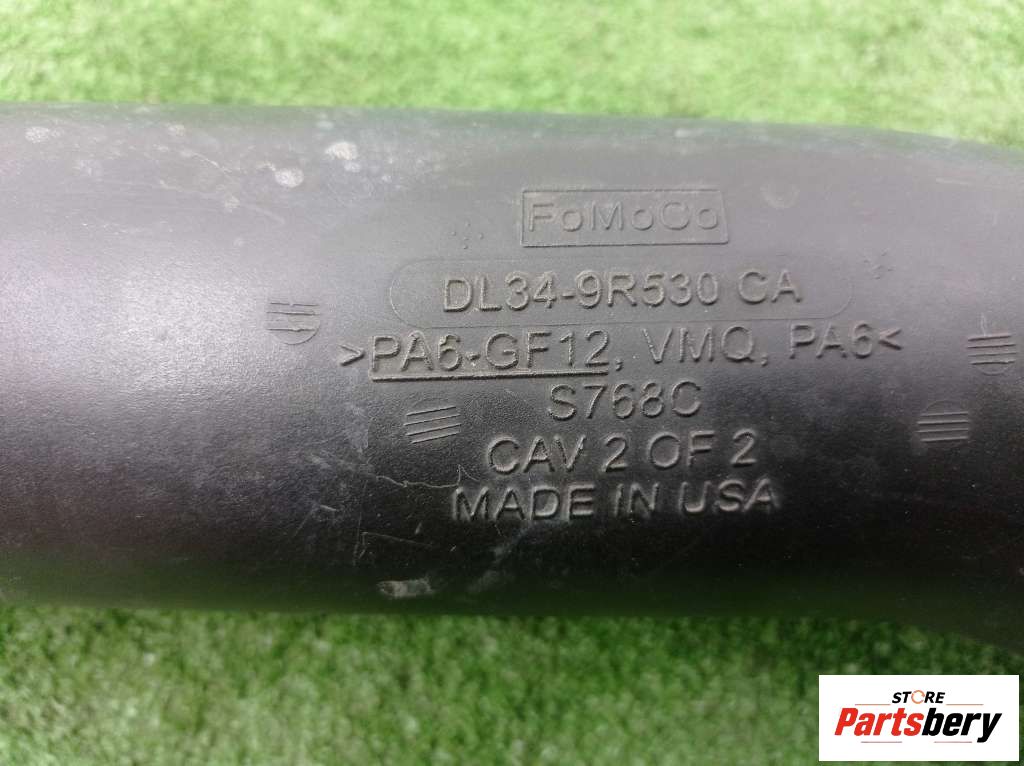 FoMoCo
DL34-9R530 CA
>PA6-GF12, VMQ, PA6<
S768C
CAV 2 OF 2
MADE IN USA
STORE
Partsbery